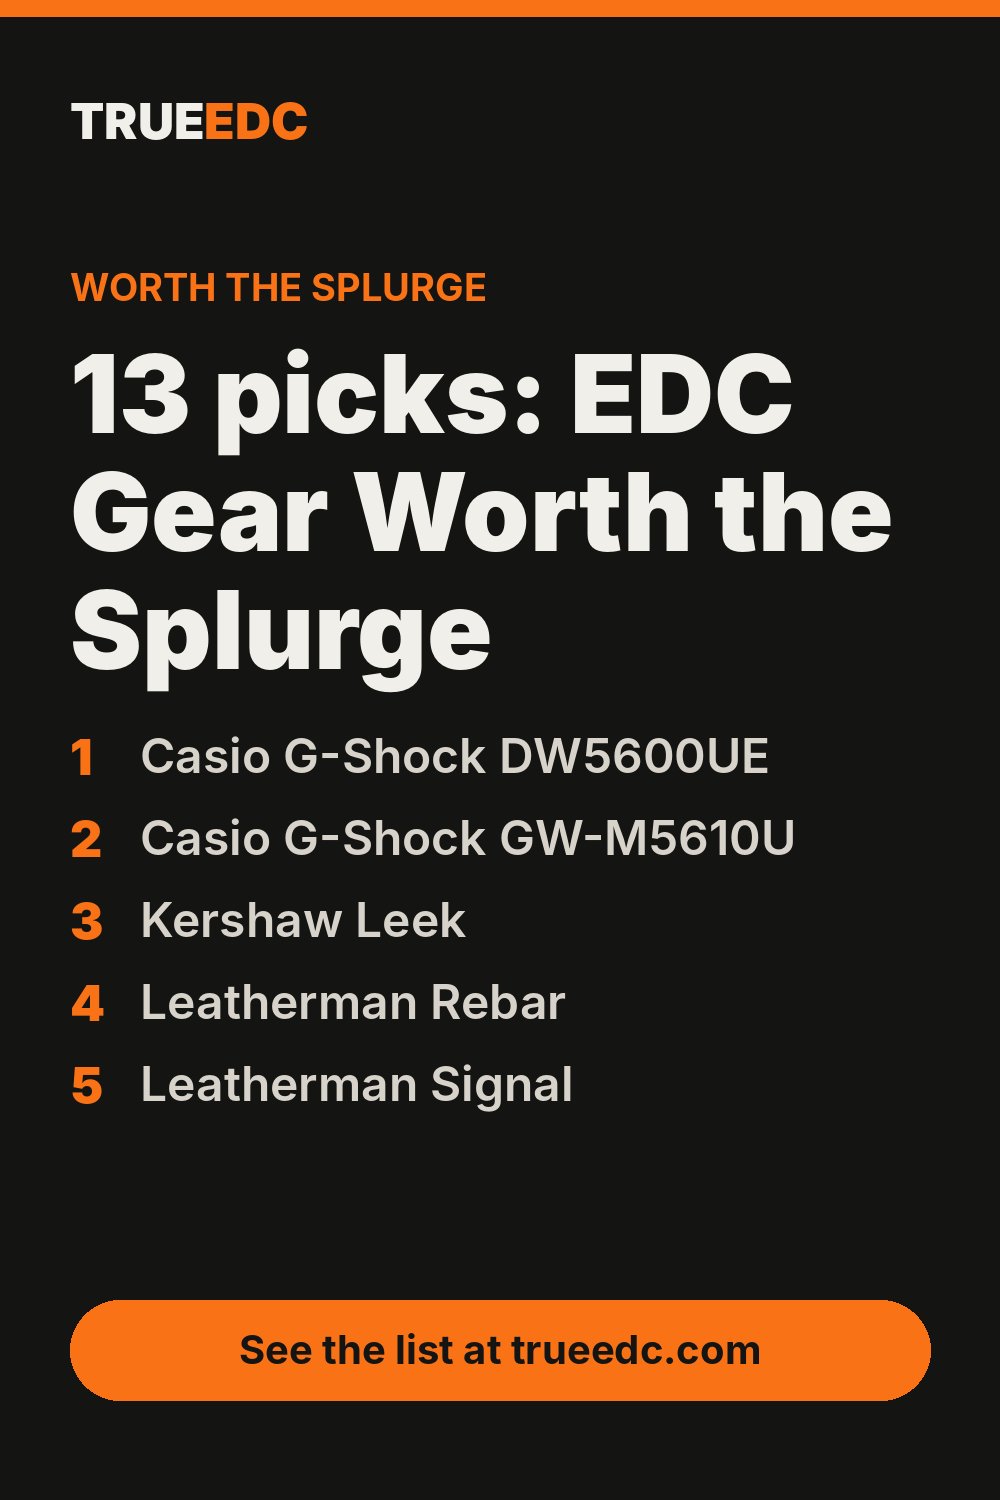 TRUEEDC
WORTH THE SPLURGE
13 picks: EDC
Gear Worth the
Splurge
1 Casio G-Shock DW5600UE
2 Casio G-Shock GW-M5610U
3 Kershaw Leek
4 Leatherman Rebar
5 Leatherman Signal
See the list at trueedc.com